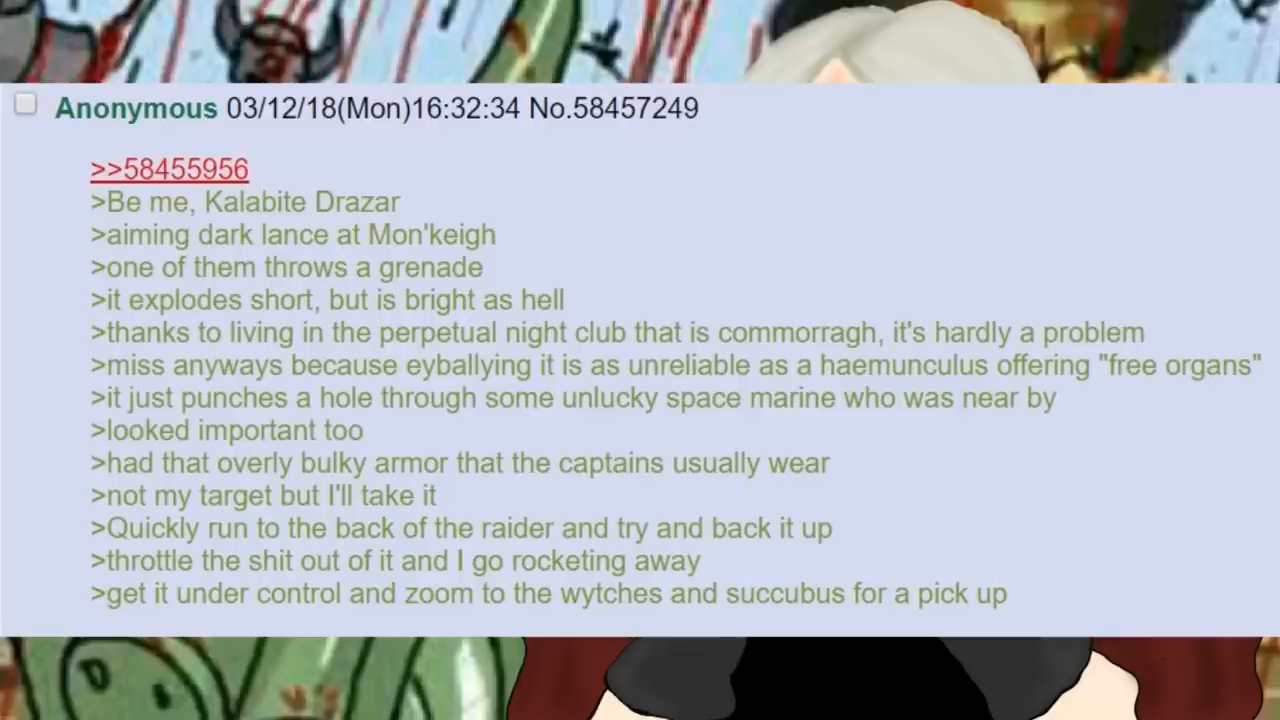 Anonymous 03/12/18(Mon)16:32:34 No.58457249
>>58455956
>Be me, Kalabite Drazar
>aiming dark lance at Mon'keigh
>one of them throws a grenade
>it explodes short, but is bright as hell
>thanks to living in the perpetual night club that is commorragh, it's hardly a problem
>miss anyways because eyballying it is as unreliable as a haemunculus offering "free organs"
>it just punches a hole through some unlucky space marine who was near by
>looked important too
>had that overly bulky armor that the captains usually wear
>not my target but I'll take it
>Quickly run to the back of the raider and try and back it up
>throttle the shit out of it and I go rocketing away
>get it under control and zoom to the wytches and succubus for a pick up